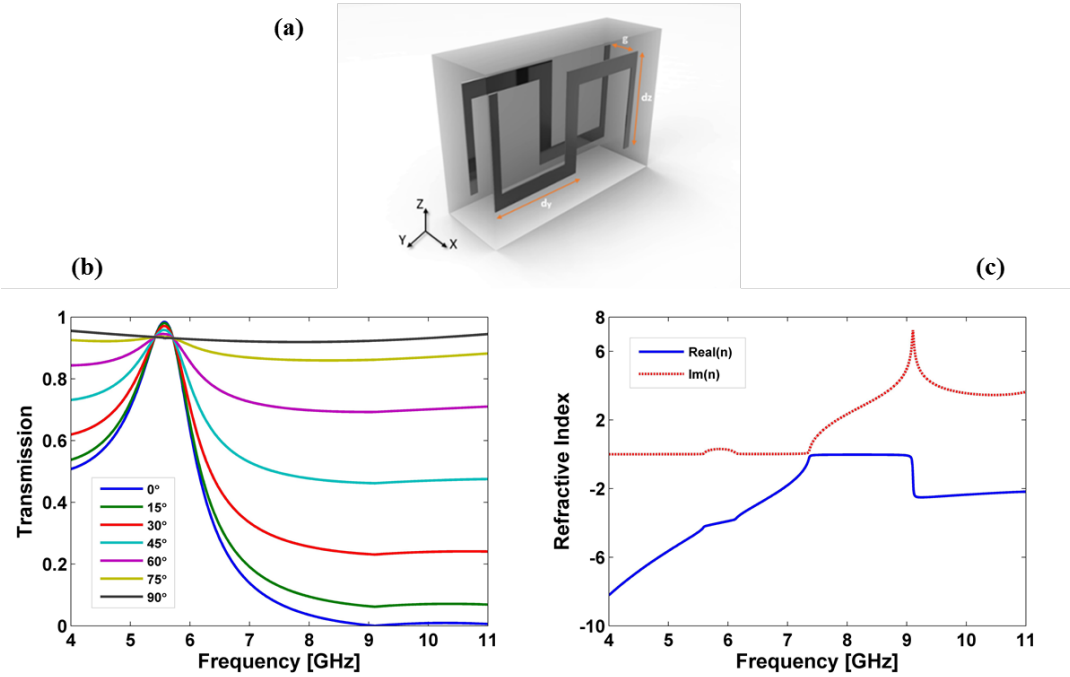 (a)
g
dz
dy
Z
Y
X
(b)
(c)
1
0.8
0.6
0.4
0.2
0
Transmission
0°
15°
30°
45°
60°
75°
90°
4 5 6 7 8 9 10 11
Frequency [GHz]
8
6
2
-2
-6
-10
Refractive Index
Real(n)
Im(n)
4 5 6 7 8 9 10 11
Frequency [GHz]